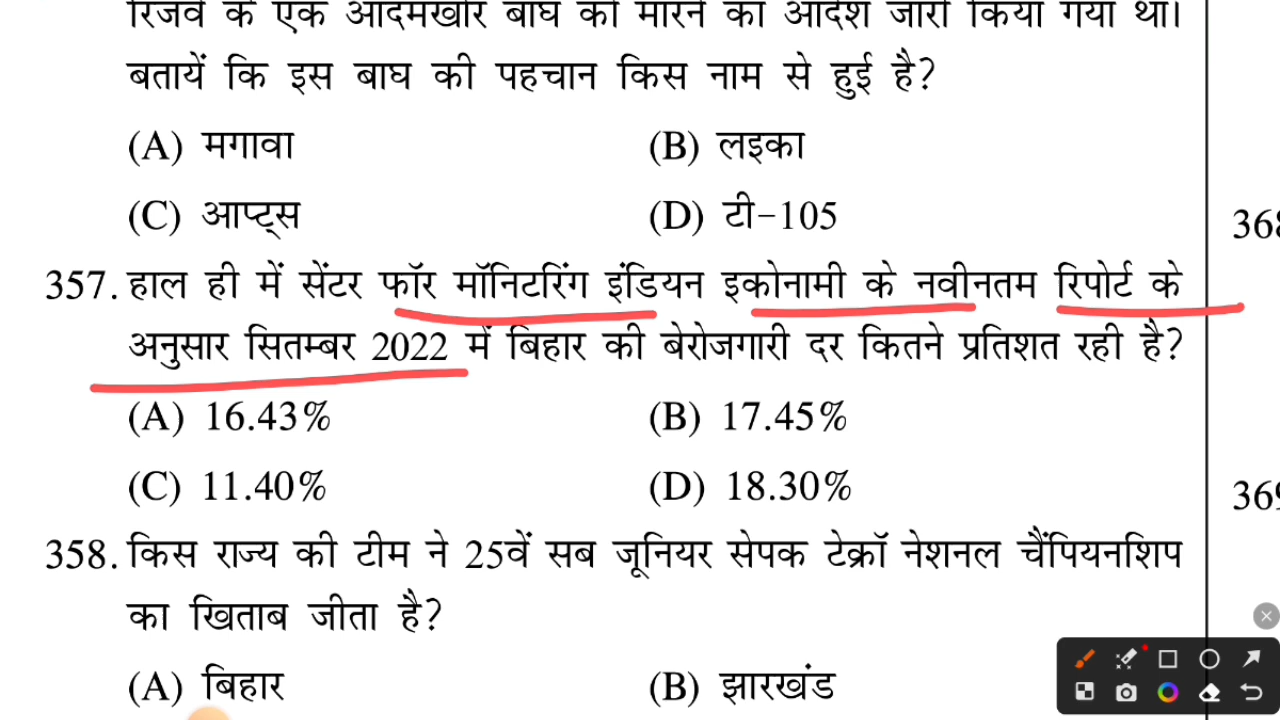 रिजर्व के एक आदमखोर बाघ को मारने का आदेश जारी किया गया था।
बतायें कि इस बाघ की पहचान किस नाम से हुई है?
(A) मगावा (B) लइका
(C) आप्ट्स (D) टी-105
357. हाल ही में सेंटर फॉर मॉनिटरिंग इंडियन इकोनामी के नवीनतम रिपोर्ट के
अनुसार सितम्बर 2022 में बिहार की बेरोजगारी दर कितने प्रतिशत रही है?
(A) 16.43% (B) 17.45%
(C) 11.40% (D) 18.30%
358. किस राज्य की टीम ने 25वें सब जूनियर सेपक टेक्रॉ नेशनल चैंपियनशिप
का खिताब जीता है?
(A) बिहार (B) झारखंड